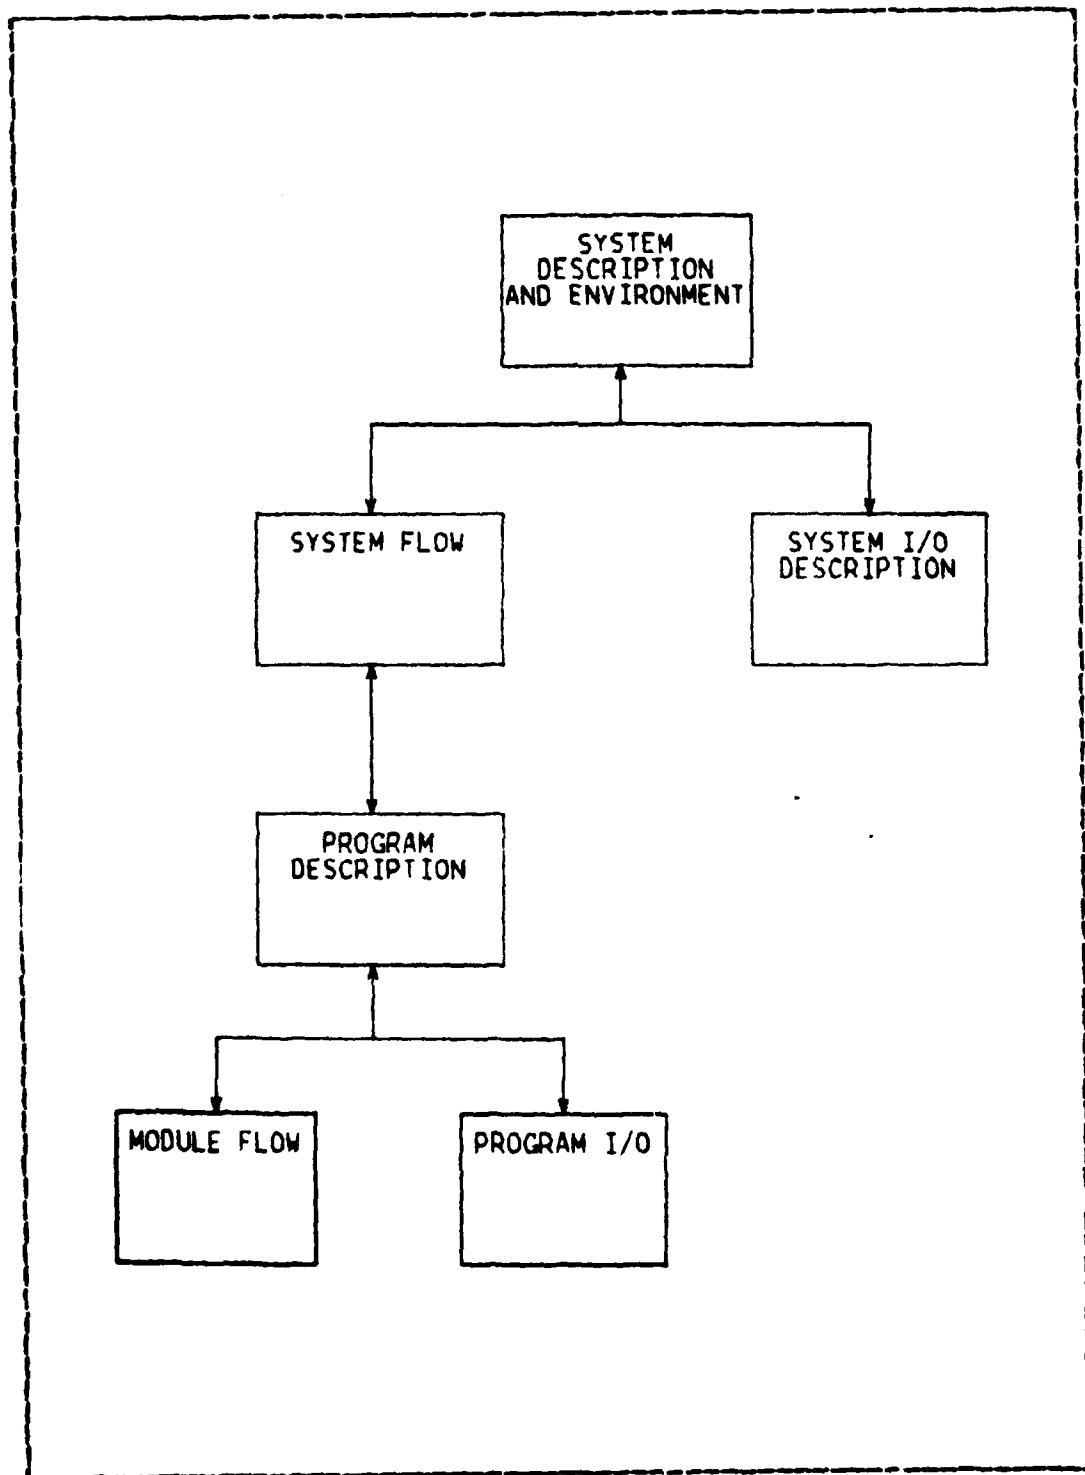 SYSTEM
DESCRIPTION
AND ENVIRONMENT
SYSTEM FLOW
SYSTEM I/O
DESCRIPTION
PROGRAM
DESCRIPTION
MODULE FLOW
PROGRAM I/O